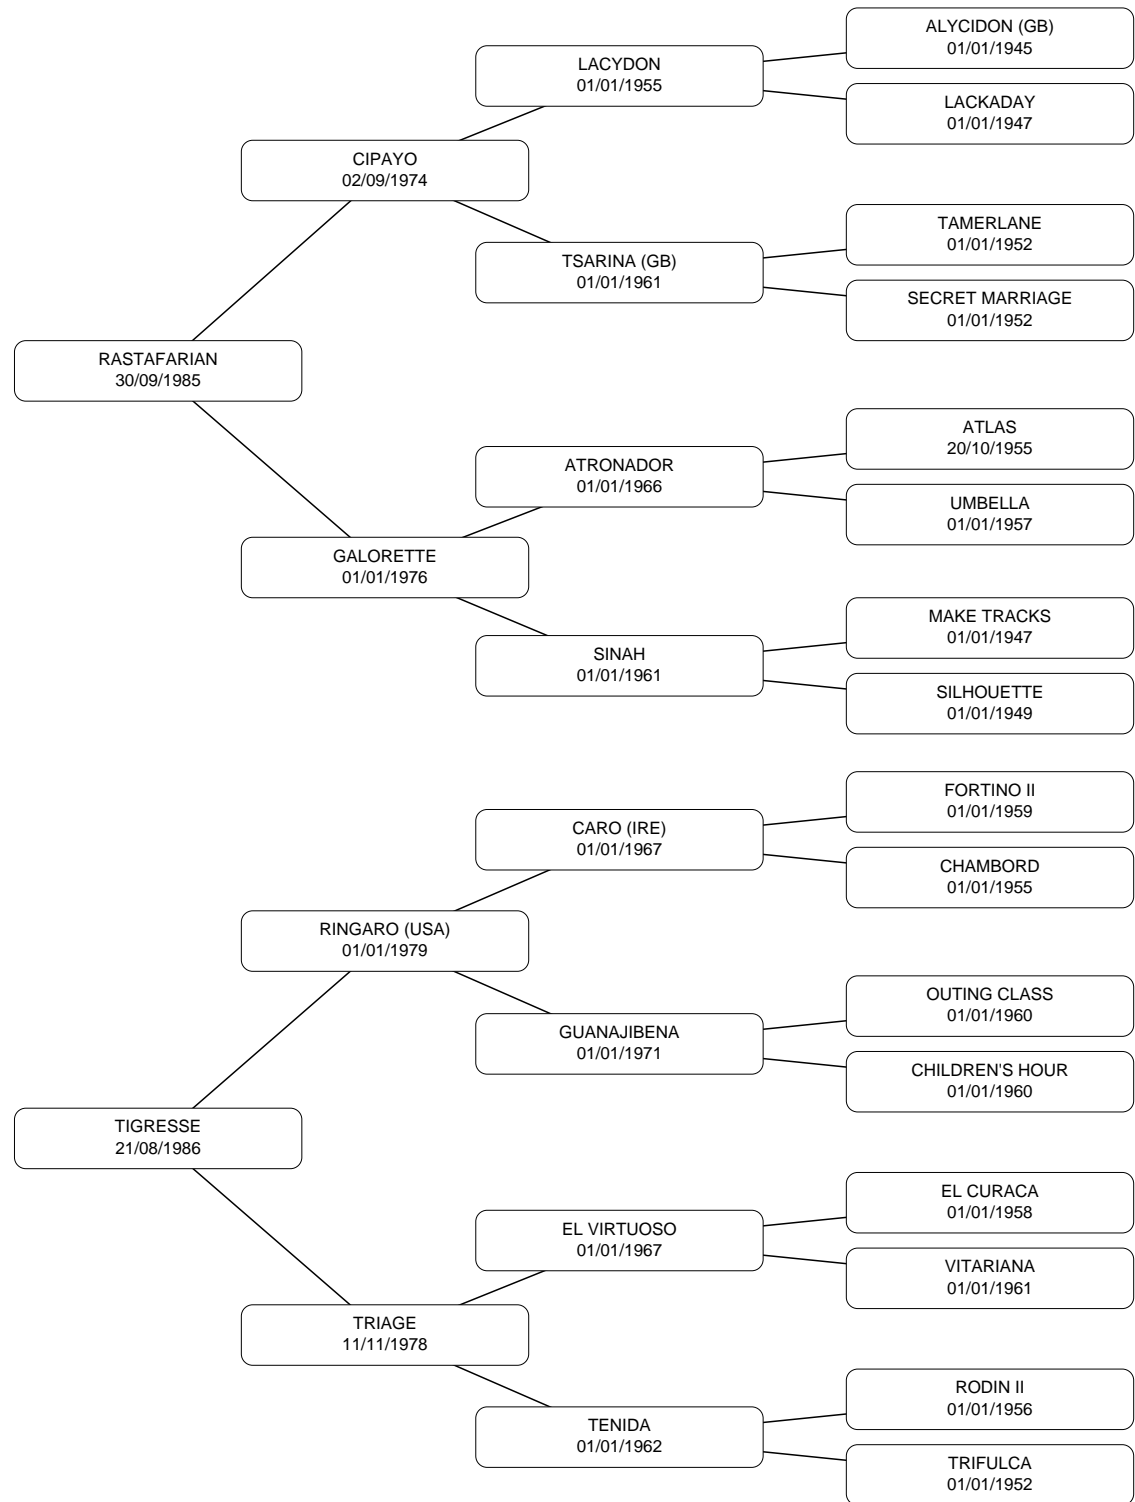 ALYCIDON (GB)
01/01/1945
LACYDON
01/01/1955
LACKADAY
01/01/1947
CIPAYO
02/09/1974
TAMERLANE
01/01/1952
TSARINA (GB)
01/01/1961
SECRET MARRIAGE
01/01/1952
RASTAFARIAN
30/09/1985
ATLAS
20/10/1955
ATRONADOR
01/01/1966
UMBELLA
01/01/1957
GALORETTE
01/01/1976
MAKE TRACKS
01/01/1947
SINAH
01/01/1961
SILHOUETTE
01/01/1949
FORTINO II
01/01/1959
CARO (IRE)
01/01/1967
CHAMBORD
01/01/1955
RINGARO (USA)
01/01/1979
OUTING CLASS
01/01/1960
GUANAJIBENA
01/01/1971
CHILDREN'S HOUR
01/01/1960
TIGRESSE
21/08/1986
EL CURACA
01/01/1958
EL VIRTUOSO
01/01/1967
VITARIANA
01/01/1961
TRIAGE
11/11/1978
RODIN II
01/01/1956
TENIDA
01/01/1962
TRIFULCA
01/01/1952